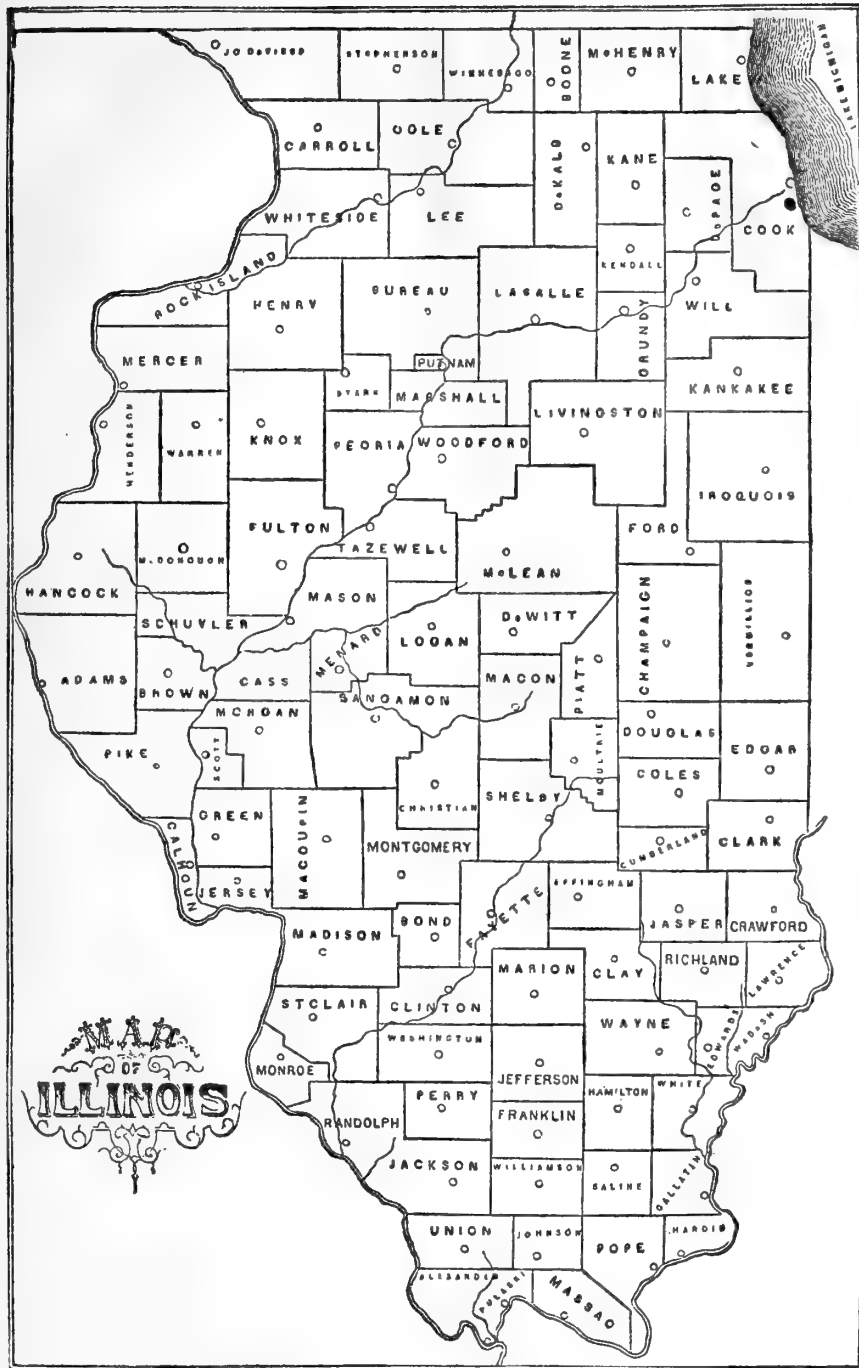 JO DAVIESS
STEPHENSON
WINNEBAGO
BOONE
McHENRY
LAKE
LAKE MICHIGAN
CARROLL
OGLE
DeKALB
KANE
DuPAGE
COOK
WHITESIDE
LEE
KENDALL
ROCK ISLAND
HENRY
BUREAU
LASALLE
GRUNDY
WILL
MERCER
PUTNAM
STARK
MARSHALL
KANKAKEE
HENDERSON
WARREN
KNOX
PEORIA
WOODFORD
LIVINGSTON
IROQUOIS
FULTON
FORD
HANCOCK
McDONOUGH
TAZEWELL
McLEAN
MASON
SCHUYLER
MENARD
LOGAN
DeWITT
CHAMPAIGN
VERMILLION
ADAMS
BROWN
CASS
SANGAMON
MACON
PIATT
MORGAN
DOUGLAS
EDGAR
PIKE
SCOTT
MOULTRIE
COLES
GREEN
CHRISTIAN
SHELBY
CALHOUN
MACOUPIN
MONTGOMERY
CUMBERLAND
CLARK
JERSEY
EFFINGHAM
FAYETTE
BOND
JASPER
CRAWFORD
MADISON
MARION
CLAY
RICHLAND
LAWRENCE
ST CLAIR
CLINTON
WAYNE
EDWARDS
WABASH
MAP
OF
ILLINOIS
WASHINGTON
MONROE
JEFFERSON
HAMILTON
WHITE
RANDOLPH
PERRY
FRANKLIN
JACKSON
WILLIAMSON
SALINE
GALLATIN
UNION
JOHNSON
POPE
HARDIN
ALEXANDER
PULASKI
MASSAC